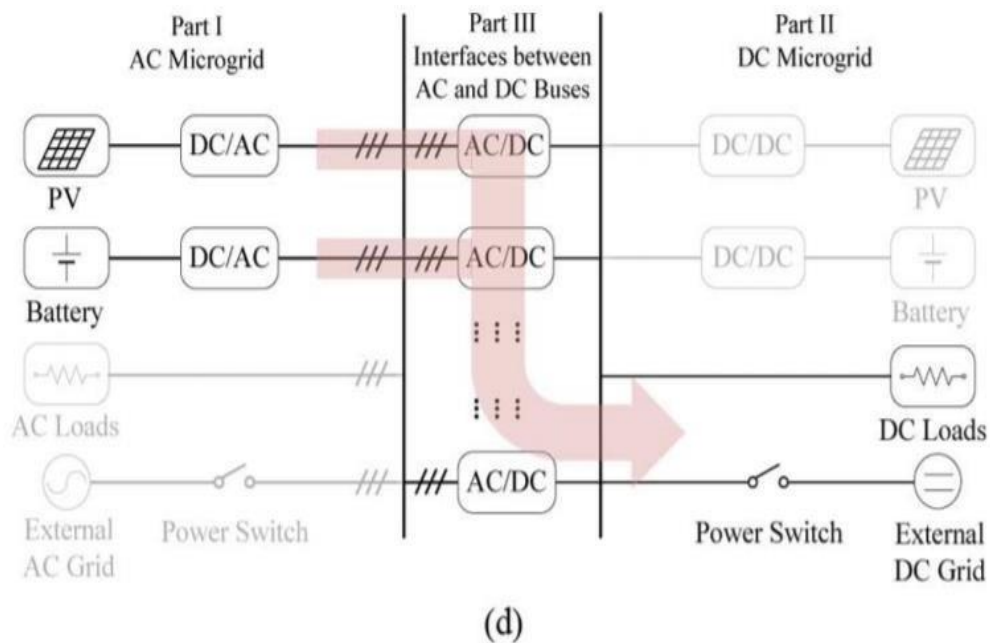 Part I
AC Microgrid
Part III
Interfaces between
AC and DC Buses
Part II
DC Microgrid
DC/AC
AC/DC
DC/DC
PV
PV
DC/AC
AC/DC
DC/DC
Battery
Battery
AC Loads
DC Loads
AC/DC
External
AC Grid
Power Switch
Power Switch
External
DC Grid
(d)